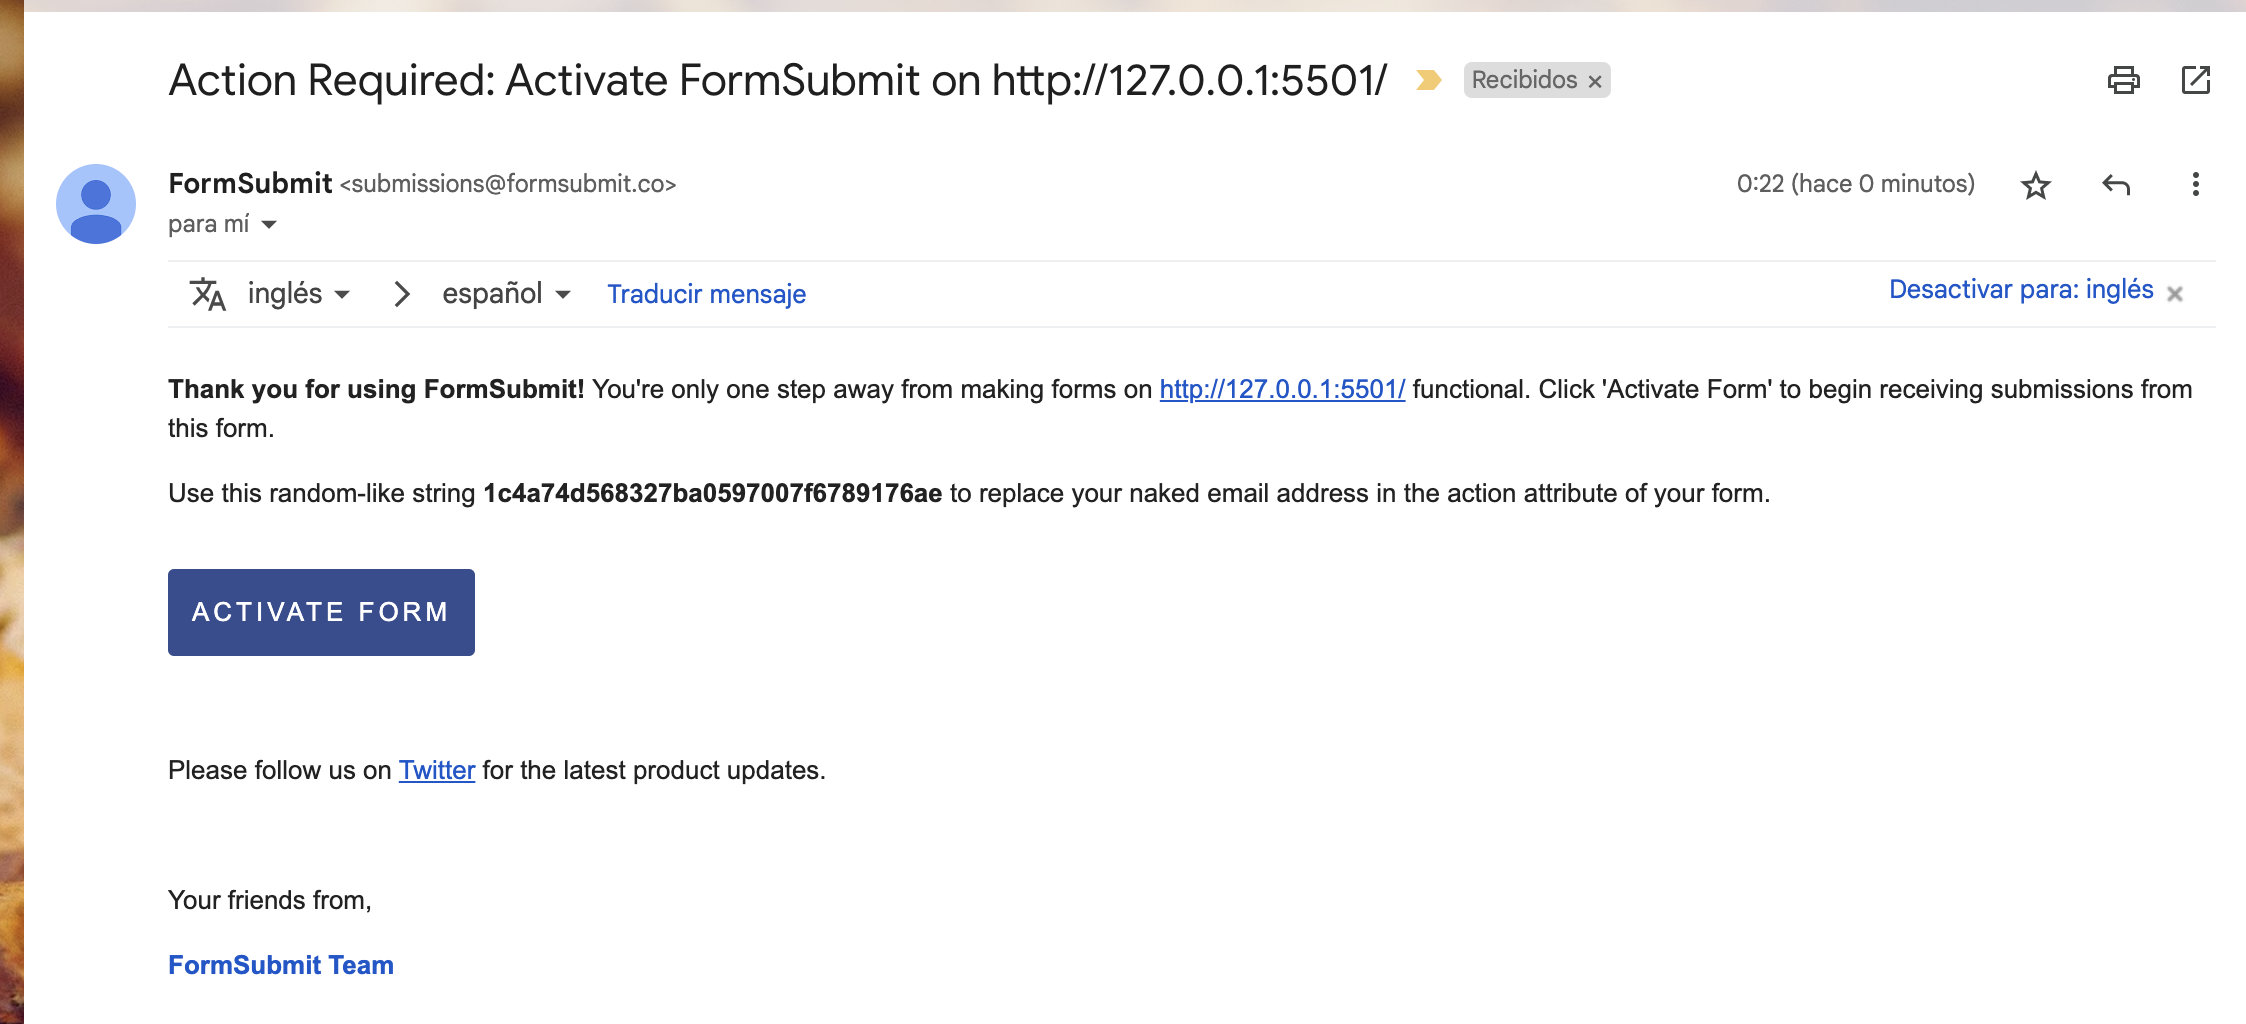 Action Required: Activate FormSubmit on http://127.0.0.1:5501/ Recibidos ×
FormSubmit <submissions@formsubmit.co> 0:22 (hace 0 minutos)
para mí
inglés > español Traducir mensaje Desactivar para: inglés ×
Thank you for using FormSubmit! You're only one step away from making forms on http://127.0.0.1:5501/ functional. Click 'Activate Form' to begin receiving submissions from
this form.
Use this random-like string 1c4a74d568327ba0597007f6789176ae to replace your naked email address in the action attribute of your form.
ACTIVATE FORM
Please follow us on Twitter for the latest product updates.
Your friends from,
FormSubmit Team